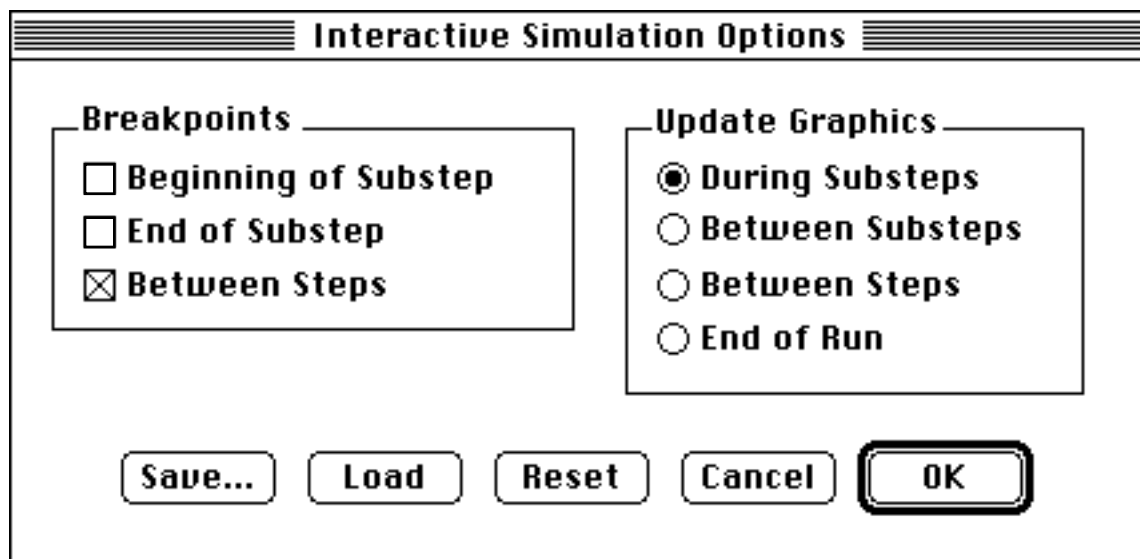 Interactive Simulation Options
Breakpoints
Beginning of Substep
End of Substep
Between Steps
Update Graphics
During Substeps
Between Substeps
Between Steps
End of Run
Save... Load Reset Cancel OK